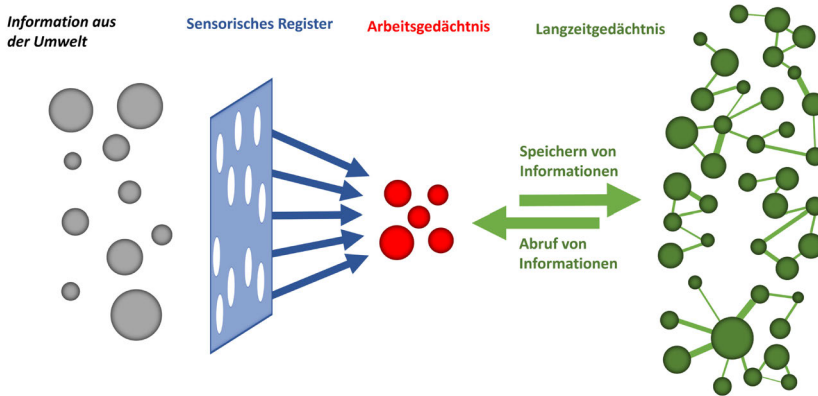 Information aus
der Umwelt
Sensorisches Register
Arbeitsgedächtnis
Langzeitgedächtnis
Speichern von
Informationen
Abruf von
Informationen